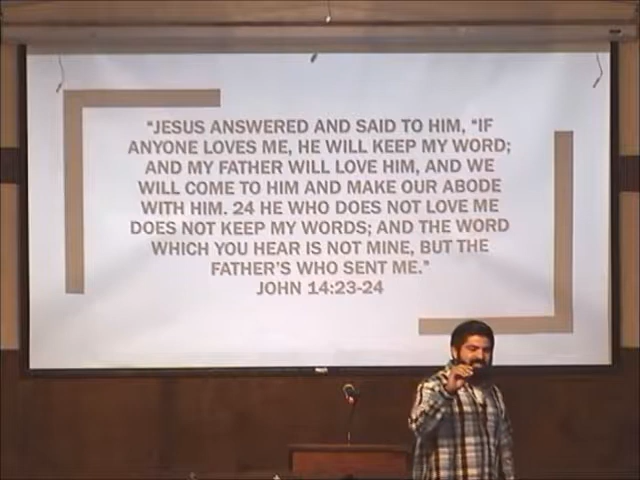 "JESUS ANSWERED AND SAID TO HIM, "IF
ANYONE LOVES ME, HE WILL KEEP MY WORD;
AND MY FATHER WILL LOVE HIM, AND WE
WILL COME TO HIM AND MAKE OUR ABODE
WITH HIM. 24 HE WHO DOES NOT LOVE ME
DOES NOT KEEP MY WORDS; AND THE WORD
WHICH YOU HEAR IS NOT MINE, BUT THE
FATHER'S WHO SENT ME."
JOHN 14:23-24